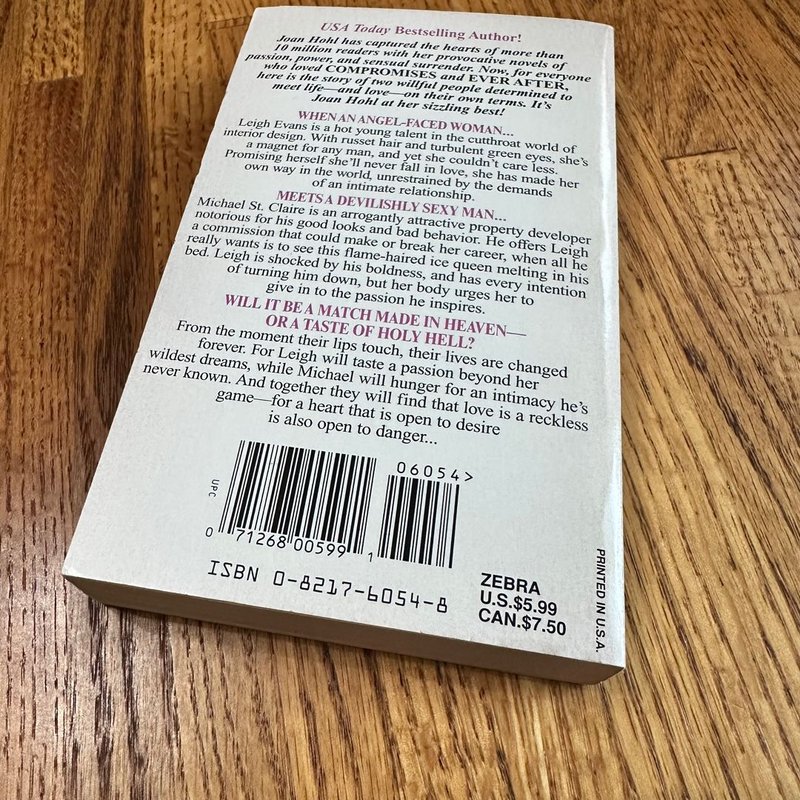 USA Today Bestselling Author!
Joan Hohl has captured the hearts of more than
10 million readers with her provocative novels of
passion, power, and sensual surrender. Now, for everyone
who loved COMPROMISES and EVER AFTER,
here is the story of two willful people determined to
meet life—and love—on their own terms. It's
Joan Hohl at her sizzling best!
WHEN AN ANGEL-FACED WOMAN...
Leigh Evans is a hot young talent in the cutthroat world of
interior design. With russet hair and turbulent green eyes, she's
a magnet for any man, and yet she couldn't care less.
Promising herself she'll never fall in love, she has made her
own way in the world, unrestrained by the demands
of an intimate relationship.
MEETS A DEVILISHLY SEXY MAN...
Michael St. Claire is an arrogantly attractive property developer
notorious for his good looks and bad behavior. He offers Leigh
a commission that could make or break her career, when all he
really wants is to see this flame-haired ice queen melting in his
bed. Leigh is shocked by his boldness, and has every intention
of turning him down, but her body urges her to
give in to the passion he inspires.
WILL IT BE A MATCH MADE IN HEAVEN—
OR A TASTE OF HOLY HELL?
From the moment their lips touch, their lives are changed
forever. For Leigh will taste a passion beyond her
wildest dreams, while Michael will hunger for an intimacy he's
never known. And together they will find that love is a reckless
game—for a heart that is open to desire
is also open to danger...
06054>
UPC
0 71268 00599 1
ISBN 0-8217-6054-8
ZEBRA
U.S.$5.99
CAN.$7.50
PRINTED IN U.S.A.